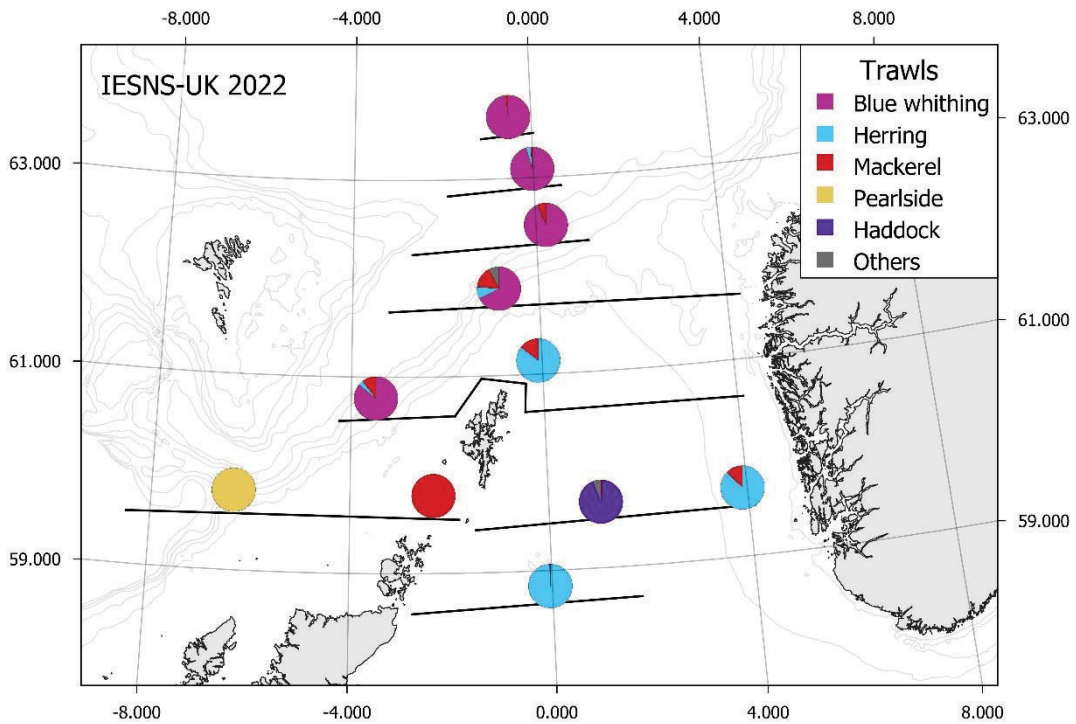 -8.000 -4.000 0.000 4.000 8.000
IESNS-UK 2022
Trawls
Blue whithing
Herring
Mackerel
Pearlside
Haddock
Others
63.000 63.000
61.000 61.000
59.000 59.000
-8.000 -4.000 0.000 4.000 8.000